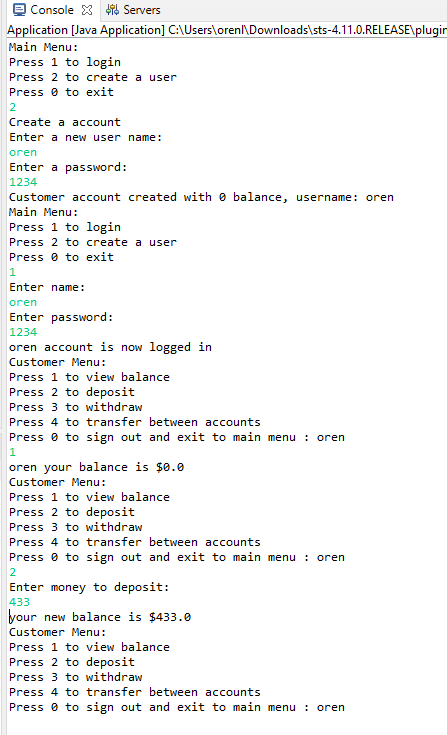 Console Servers
Application [Java Application] C:\Users\orenl\Downloads\sts-4.11.0.RELEASE\plugin
Main Menu:
Press 1 to login
Press 2 to create a user
Press 0 to exit
2
Create a account
Enter a new user name:
oren
Enter a password:
1234
Customer account created with 0 balance, username: oren
Main Menu:
Press 1 to login
Press 2 to create a user
Press 0 to exit
1
Enter name:
oren
Enter password:
1234
oren account is now logged in
Customer Menu:
Press 1 to view balance
Press 2 to deposit
Press 3 to withdraw
Press 4 to transfer between accounts
Press 0 to sign out and exit to main menu : oren
1
oren your balance is $0.0
Customer Menu:
Press 1 to view balance
Press 2 to deposit
Press 3 to withdraw
Press 4 to transfer between accounts
Press 0 to sign out and exit to main menu : oren
2
Enter money to deposit:
433
your new balance is $433.0
Customer Menu:
Press 1 to view balance
Press 2 to deposit
Press 3 to withdraw
Press 4 to transfer between accounts
Press 0 to sign out and exit to main menu : oren